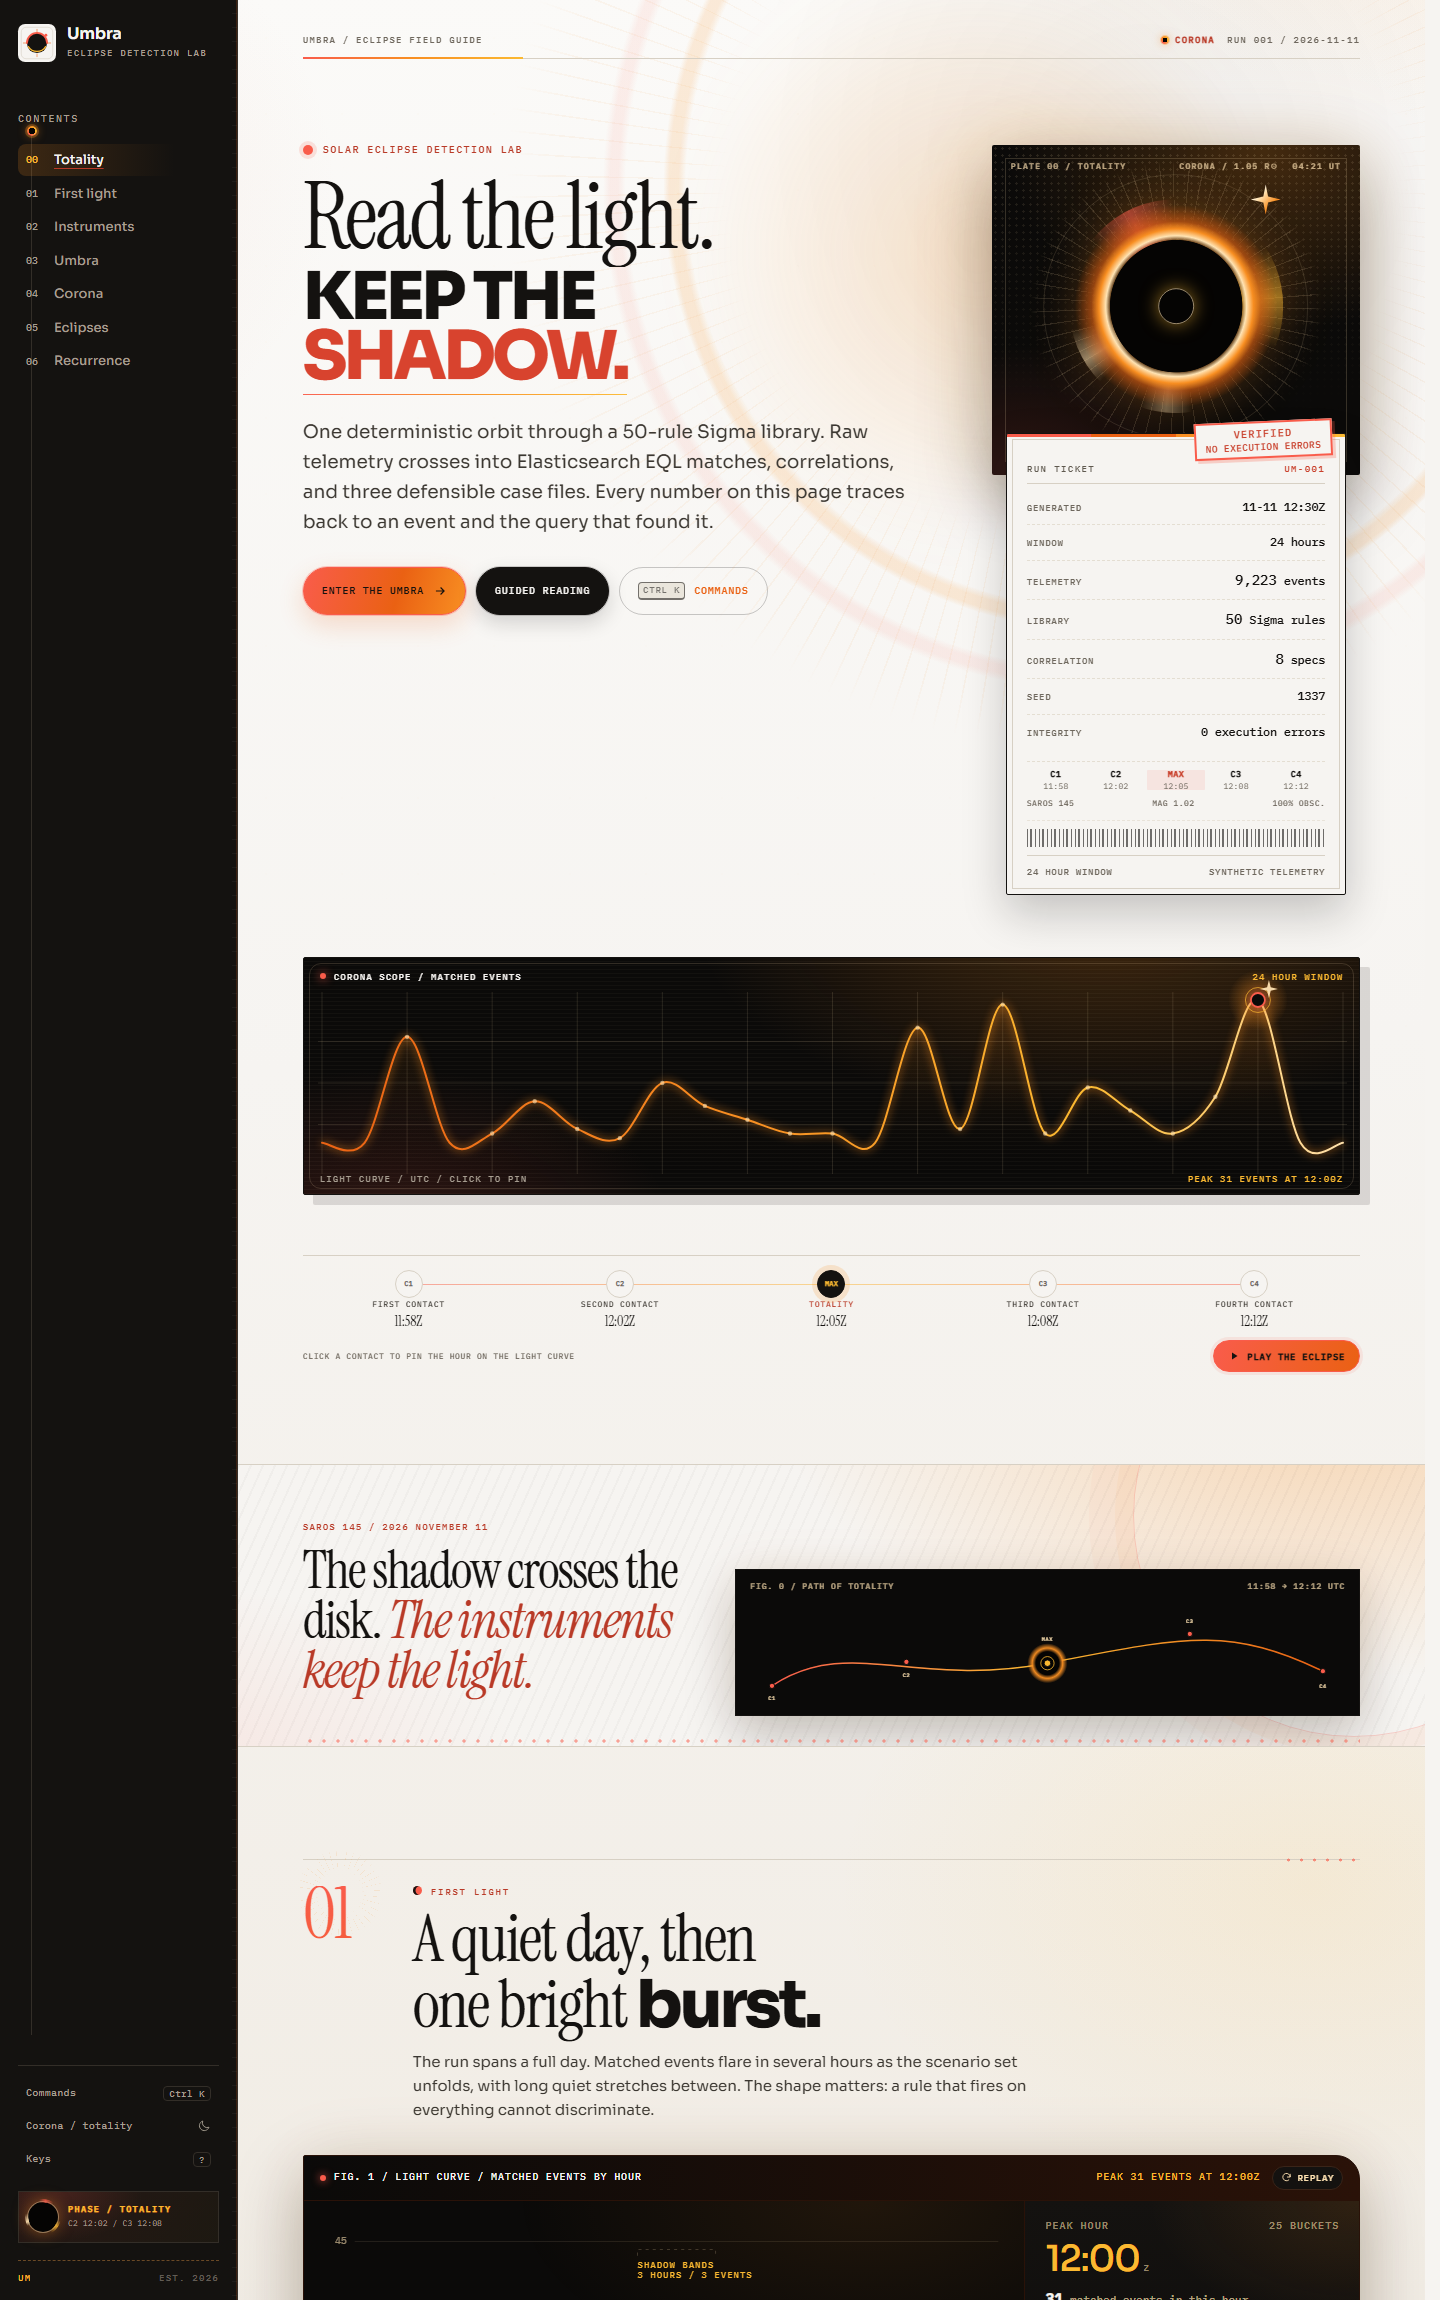 Umbra
ECLIPSE DETECTION LAB
CONTENTS
00 Totality
01 First light
02 Instruments
03 Umbra
04 Corona
05 Eclipses
06 Recurrence
Commands Ctrl K
Corona / totality
Keys ?
PHASE / TOTALITY
C2 12:02 / C3 12:08
UM EST. 2026
UMBRA / ECLIPSE FIELD GUIDE
CORONA RUN 001 / 2026-11-11
SOLAR ECLIPSE DETECTION LAB
Read the light.
KEEP THE
SHADOW.
One deterministic orbit through a 50-rule Sigma library. Raw
telemetry crosses into Elasticsearch EQL matches, correlations,
and three defensible case files. Every number on this page traces
back to an event and the query that found it.
ENTER THE UMBRA →
GUIDED READING
CTRL K COMMANDS
PLATE 00 / TOTALITY CORONA / 1.05 R⊙ 04:21 UT
VERIFIED
NO EXECUTION ERRORS
RUN TICKET UM-001
GENERATED 11-11 12:30Z
WINDOW 24 hours
TELEMETRY 9,223 events
LIBRARY 50 Sigma rules
CORRELATION 8 specs
SEED 1337
INTEGRITY 0 execution errors
C1 C2 MAX C3 C4
11:58 12:02 12:05 12:08 12:12
SAROS 145 MAG 1.02 100% OBSC.
24 HOUR WINDOW SYNTHETIC TELEMETRY
CORONA SCOPE / MATCHED EVENTS 24 HOUR WINDOW
LIGHT CURVE / UTC / CLICK TO PIN PEAK 31 EVENTS AT 12:00Z
C1 C2 MAX C3 C4
FIRST CONTACT SECOND CONTACT TOTALITY THIRD CONTACT FOURTH CONTACT
11:58Z 12:02Z 12:05Z 12:08Z 12:12Z
CLICK A CONTACT TO PIN THE HOUR ON THE LIGHT CURVE
PLAY THE ECLIPSE
SAROS 145 / 2026 NOVEMBER 11
The shadow crosses the
disk. The instruments
keep the light.
FIG. 0 / PATH OF TOTALITY 11:58 → 12:12 UTC
C3
MAX
C2
C4
C1
01
FIRST LIGHT
A quiet day, then
one bright burst.
The run spans a full day. Matched events flare in several hours as the scenario set
unfolds, with long quiet stretches between. The shape matters: a rule that fires on
everything cannot discriminate.
FIG. 1 / LIGHT CURVE / MATCHED EVENTS BY HOUR PEAK 31 EVENTS AT 12:00Z REPLAY
45
SHADOW BANDS
3 HOURS / 3 EVENTS
PEAK HOUR 25 BUCKETS
12:00 Z
31 matched events in this hour